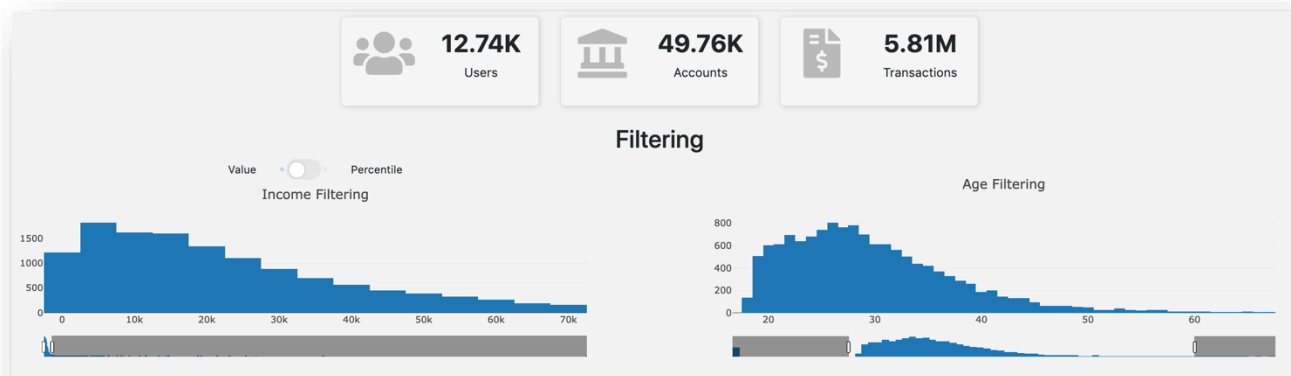 12.74K
Users
49.76K
Accounts
$
5.81M
Transactions
Filtering
Value
Percentile
Income Filtering
1500
1000
500
0
0 10k 20k 30k 40k 50k 60k 70k
Age Filtering
800
600
400
200
0
20 30 40 50 60